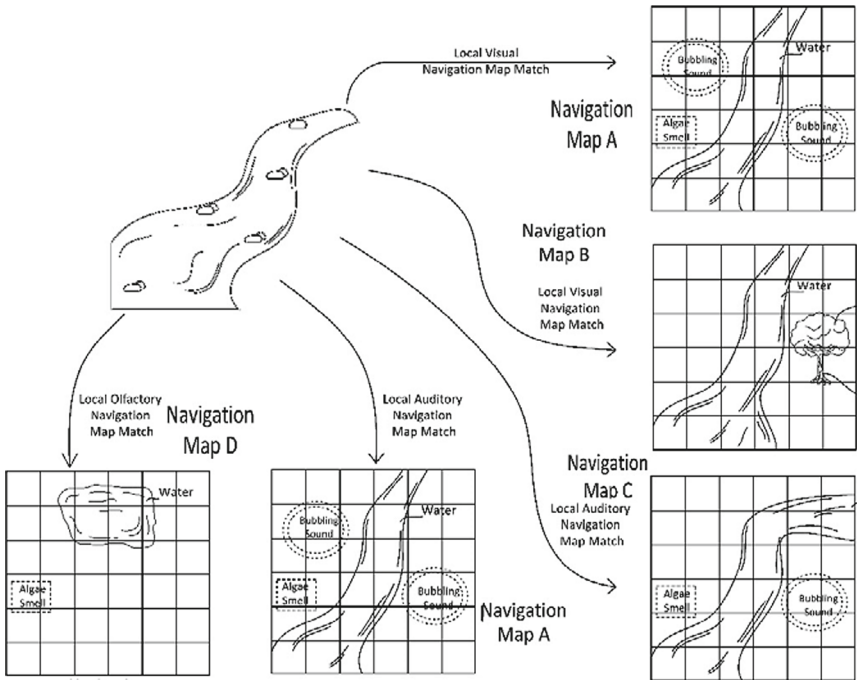 Local Visual
Navigation Map Match
Navigation
Map A
Water
Bubbling
Sound
Algae
Smell
Bubbling
Sound
Navigation
Map B
Local Visual
Navigation
Map Match
Water
Local Olfactory
Navigation
Map Match
Navigation
Map D
Local Auditory
Navigation
Map Match
Navigation
Map C
Local Auditory
Navigation
Map Match
Water
Algae
Smell
Bubbling
Sound
Water
Algae
Smell
Bubbling
Sound
Navigation
Map A
Algae
Smell
Bubbling
Sound